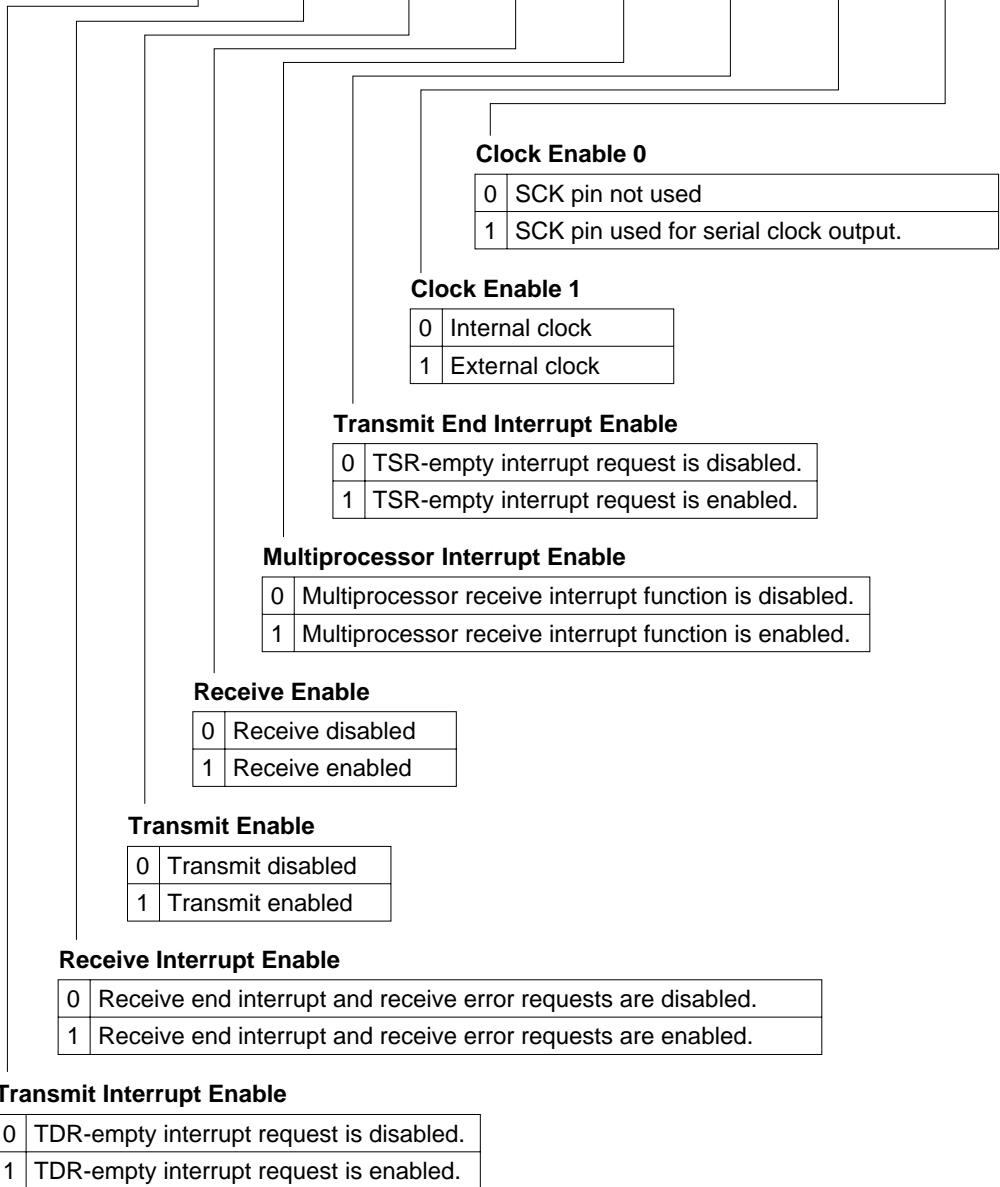 Clock Enable 0
0 SCK pin not used
1 SCK pin used for serial clock output.
Clock Enable 1
0 Internal clock
1 External clock
Transmit End Interrupt Enable
0 TSR-empty interrupt request is disabled.
1 TSR-empty interrupt request is enabled.
Multiprocessor Interrupt Enable
0 Multiprocessor receive interrupt function is disabled.
1 Multiprocessor receive interrupt function is enabled.
Receive Enable
0 Receive disabled
1 Receive enabled
Transmit Enable
0 Transmit disabled
1 Transmit enabled
Receive Interrupt Enable
0 Receive end interrupt and receive error requests are disabled.
1 Receive end interrupt and receive error requests are enabled.
Transmit Interrupt Enable
0 TDR-empty interrupt request is disabled.
1 TDR-empty interrupt request is enabled.